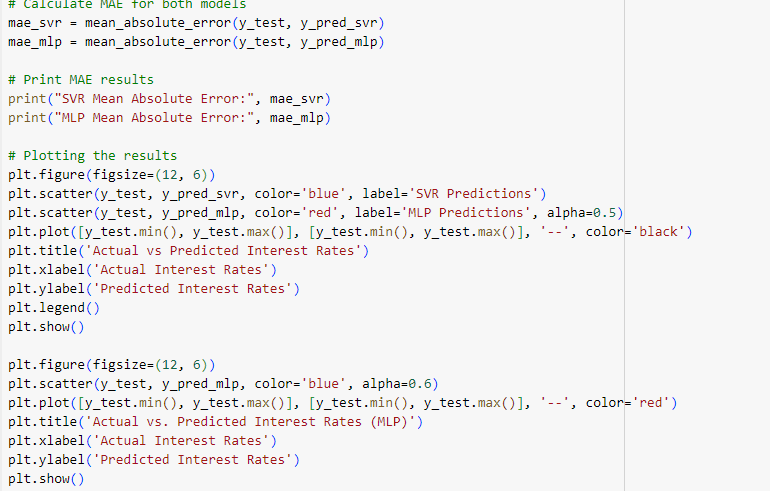 # Calculate MAE for both models
mae_svr = mean_absolute_error(y_test, y_pred_svr)
mae_mlp = mean_absolute_error(y_test, y_pred_mlp)

# Print MAE results
print("SVR Mean Absolute Error:", mae_svr)
print("MLP Mean Absolute Error:", mae_mlp)

# Plotting the results
plt.figure(figsize=(12, 6))
plt.scatter(y_test, y_pred_svr, color='blue', label='SVR Predictions')
plt.scatter(y_test, y_pred_mlp, color='red', label='MLP Predictions', alpha=0.5)
plt.plot([y_test.min(), y_test.max()], [y_test.min(), y_test.max()], '--', color='black')
plt.title('Actual vs Predicted Interest Rates')
plt.xlabel('Actual Interest Rates')
plt.ylabel('Predicted Interest Rates')
plt.legend()
plt.show()

plt.figure(figsize=(12, 6))
plt.scatter(y_test, y_pred_mlp, color='blue', alpha=0.6)
plt.plot([y_test.min(), y_test.max()], [y_test.min(), y_test.max()], '--', color='red')
plt.title('Actual vs. Predicted Interest Rates (MLP)')
plt.xlabel('Actual Interest Rates')
plt.ylabel('Predicted Interest Rates')
plt.show()